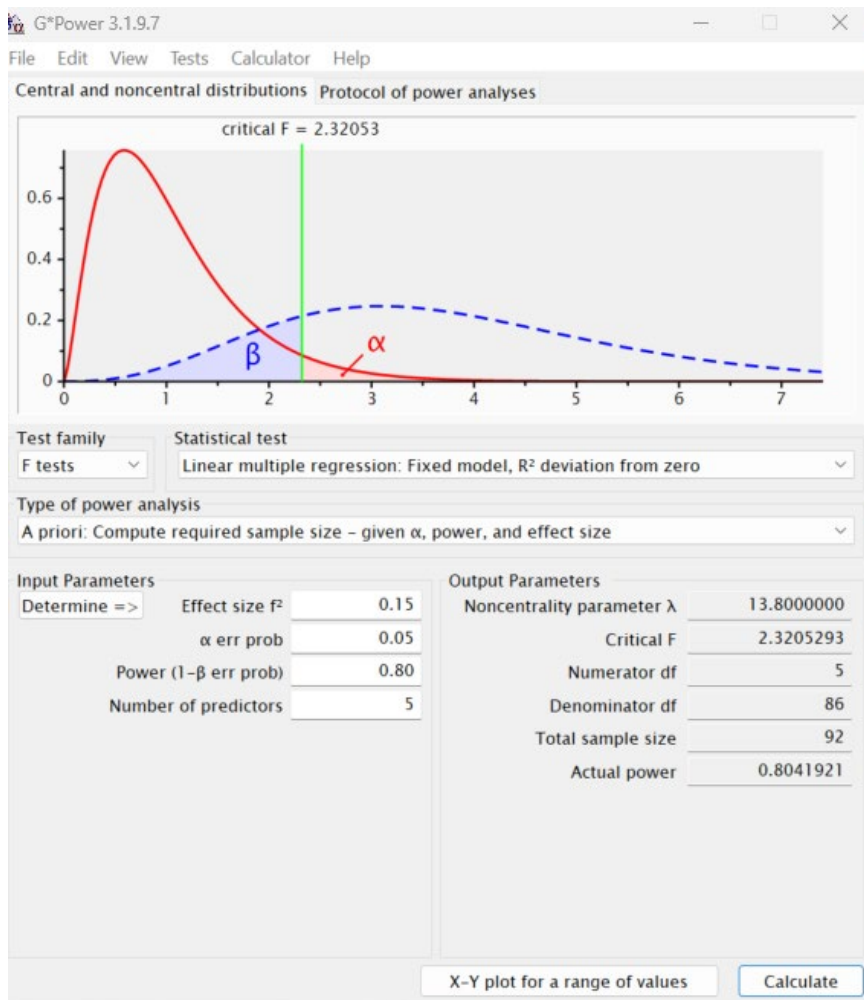 G*Power 3.1.9.7
File Edit View Tests Calculator Help
Central and noncentral distributions Protocol of power analyses
critical F = 2.32053
0.6
0.4
0.2
0
β
α
0 1 2 3 4 5 6 7
Test family Statistical test
F tests Linear multiple regression: Fixed model, R² deviation from zero
Type of power analysis
A priori: Compute required sample size – given α, power, and effect size
Input Parameters Output Parameters
Determine => Effect size f² 0.15 Noncentrality parameter λ 13.8000000
α err prob 0.05 Critical F 2.3205293
Power (1-β err prob) 0.80 Numerator df 5
Number of predictors 5 Denominator df 86
Total sample size 92
Actual power 0.8041921
X-Y plot for a range of values Calculate